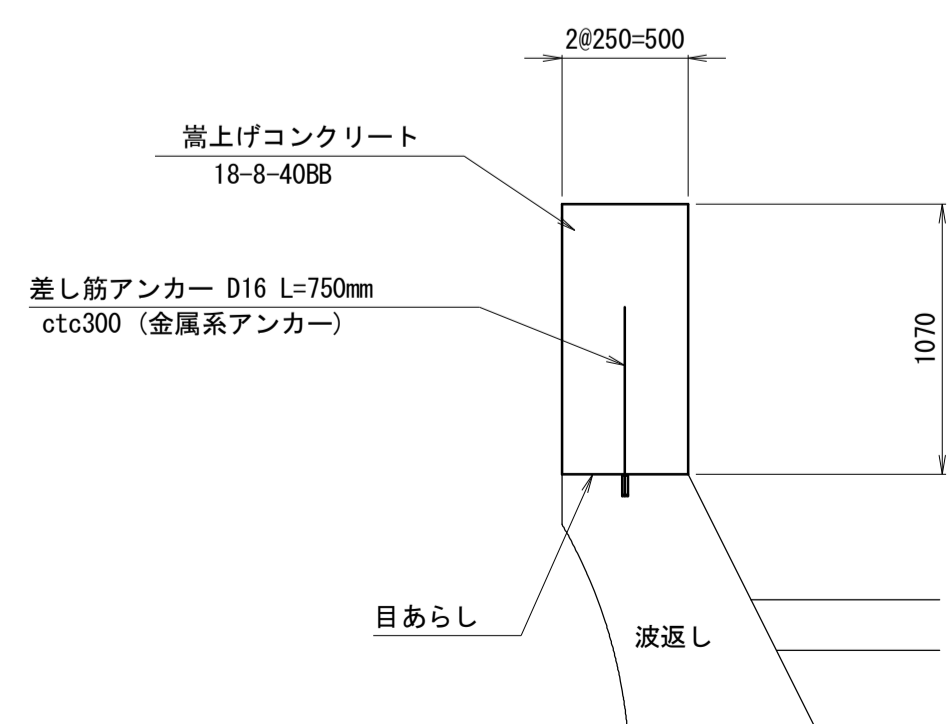 2@250=500
嵩上げコンクリート
18-8-40BB
差し筋アンカー D16 L=750mm
ctc300 (金属系アンカー)
1070
目あらし
波返し